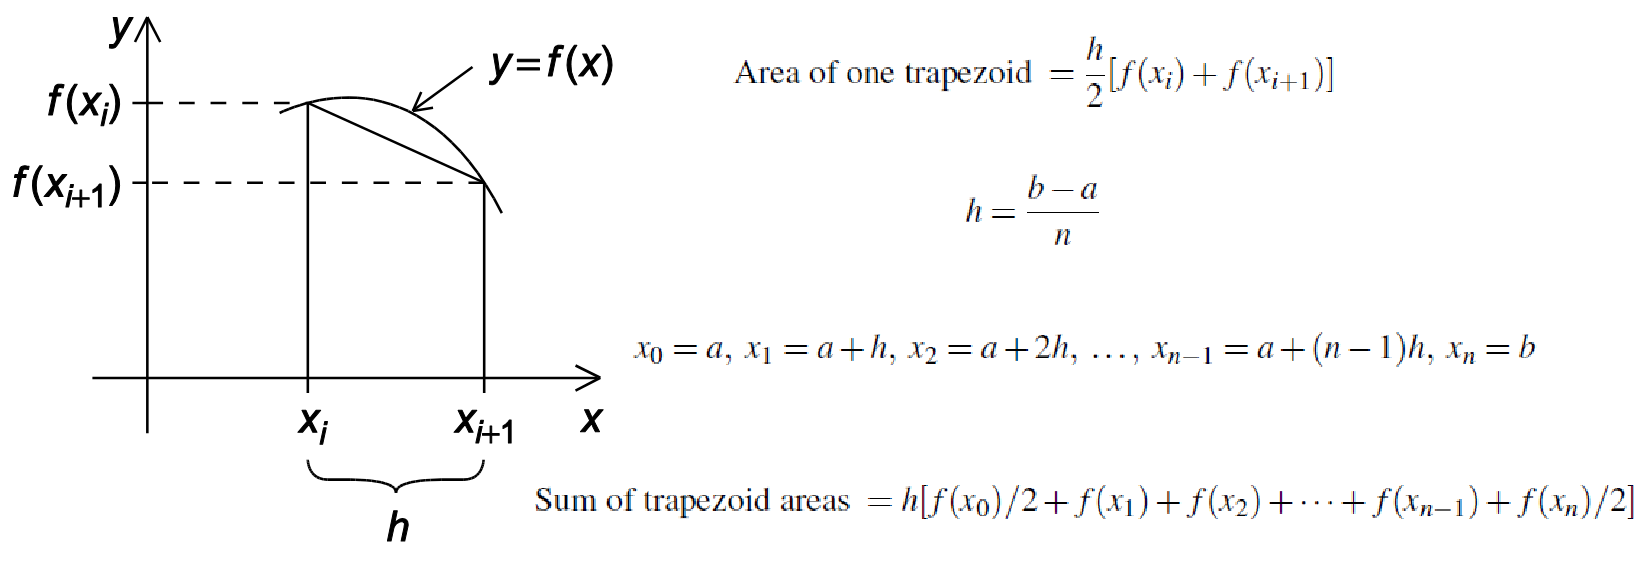 y
y=f(x)
f(xᵢ)
f(xᵢ₊₁)
xᵢ
xᵢ₊₁
x
h
Area of one trapezoid = h/2[f(xᵢ) + f(xᵢ₊₁)]
h = (b − a)/n
x₀ = a, x₁ = a + h, x₂ = a + 2h, ..., xₙ₋₁ = a + (n − 1)h, xₙ = b
Sum of trapezoid areas = h[f(x₀)/2 + f(x₁) + f(x₂) + ··· + f(xₙ₋₁) + f(xₙ)/2]